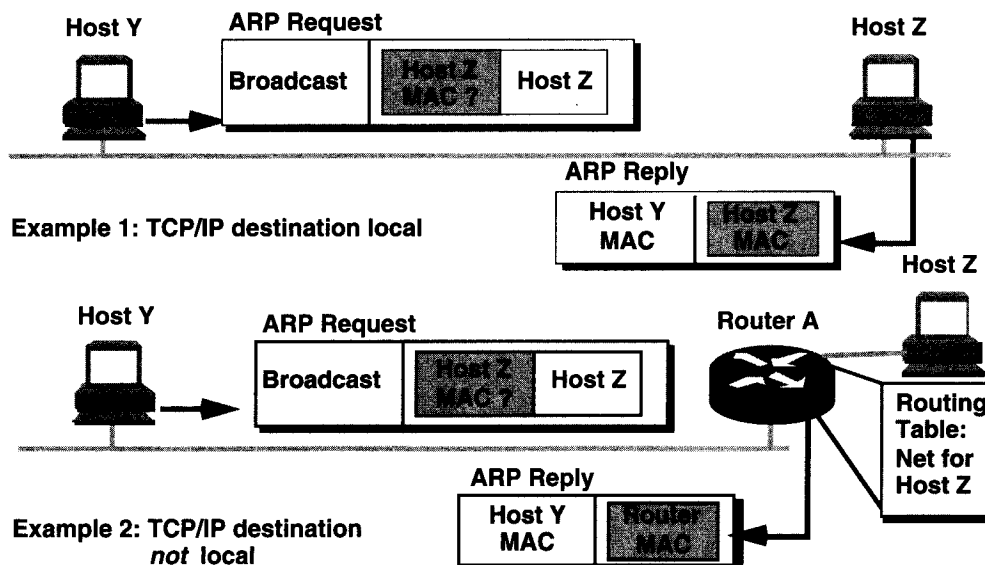 ARP Request
Host Y
Host Z
Broadcast
Host Z
MAC ?
Host Z
ARP Reply
Host Y
MAC
Host Z
MAC
Example 1: TCP/IP destination local
Host Z
Host Y
ARP Request
Router A
Broadcast
Host Z
MAC ?
Host Z
Routing
Table:
Net for
Host Z
ARP Reply
Host Y
MAC
Router
MAC
Example 2: TCP/IP destination
not local